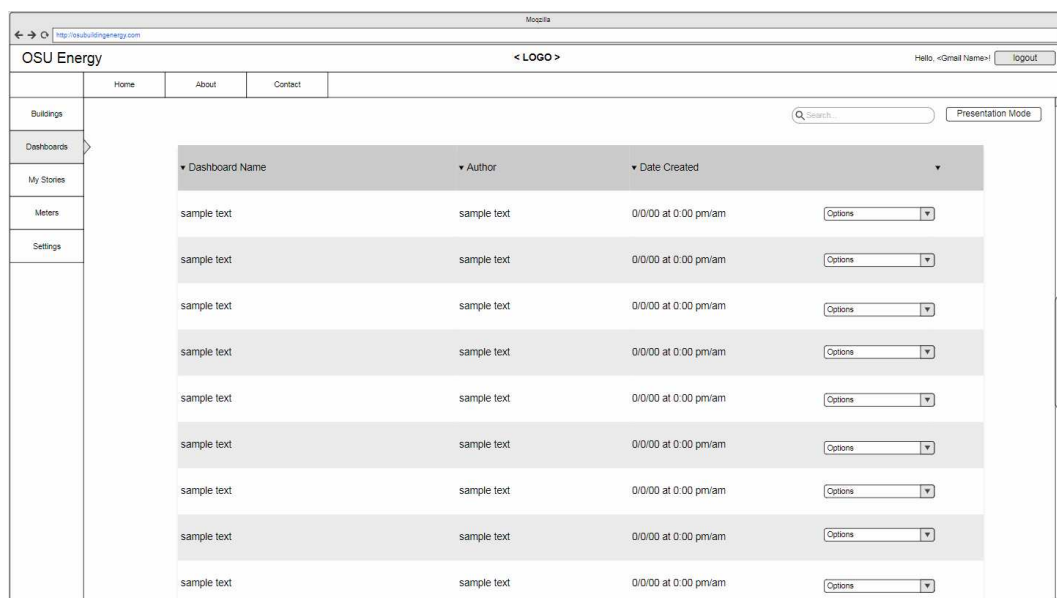 Moqzilla
http://osubuildingenergy.com
OSU Energy < LOGO > Hello, <Gmail Name>! logout
Home About Contact
Buildings Search... Presentation Mode
Dashboards
My Stories
Meters
Settings
Dashboard Name Author Date Created
sample text sample text 0/0/00 at 0:00 pm/am Options
sample text sample text 0/0/00 at 0:00 pm/am Options
sample text sample text 0/0/00 at 0:00 pm/am Options
sample text sample text 0/0/00 at 0:00 pm/am Options
sample text sample text 0/0/00 at 0:00 pm/am Options
sample text sample text 0/0/00 at 0:00 pm/am Options
sample text sample text 0/0/00 at 0:00 pm/am Options
sample text sample text 0/0/00 at 0:00 pm/am Options
sample text sample text 0/0/00 at 0:00 pm/am Options